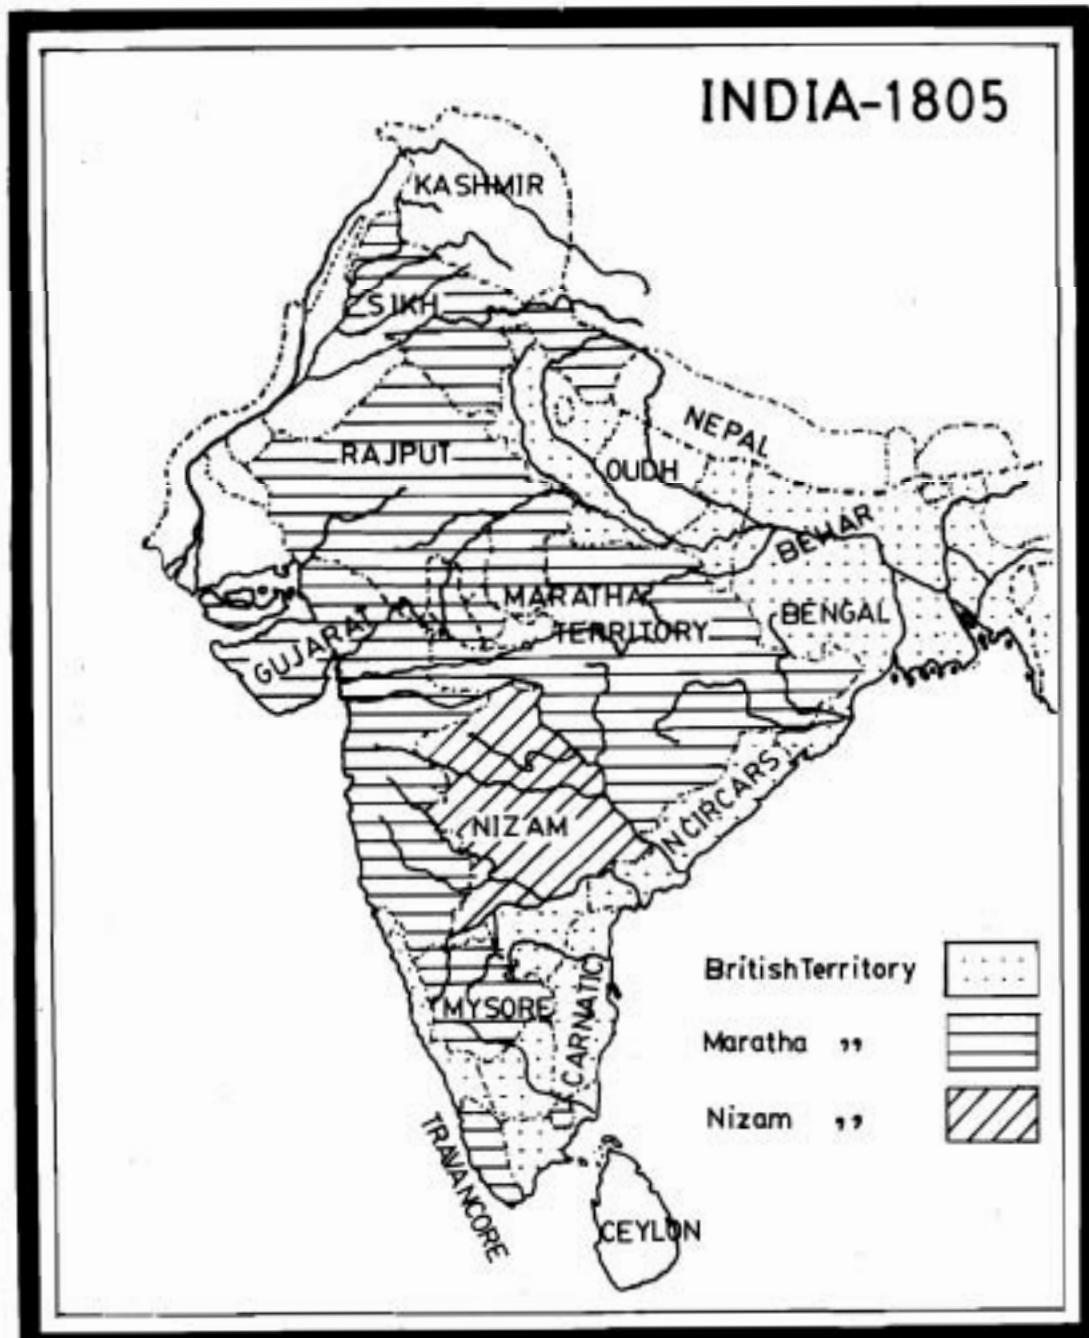 INDIA-1805
KASHMIR
SIKH
RAJPUT
NEPAL
OUDH
BEHAR
MARATHA
TERRITORY
BENGAL
GUJARAT
NIZAM
N CIRCARS
MYSORE
CARNATIC
TRAVANCORE
CEYLON
British Territory
Maratha ,,
Nizam ,,